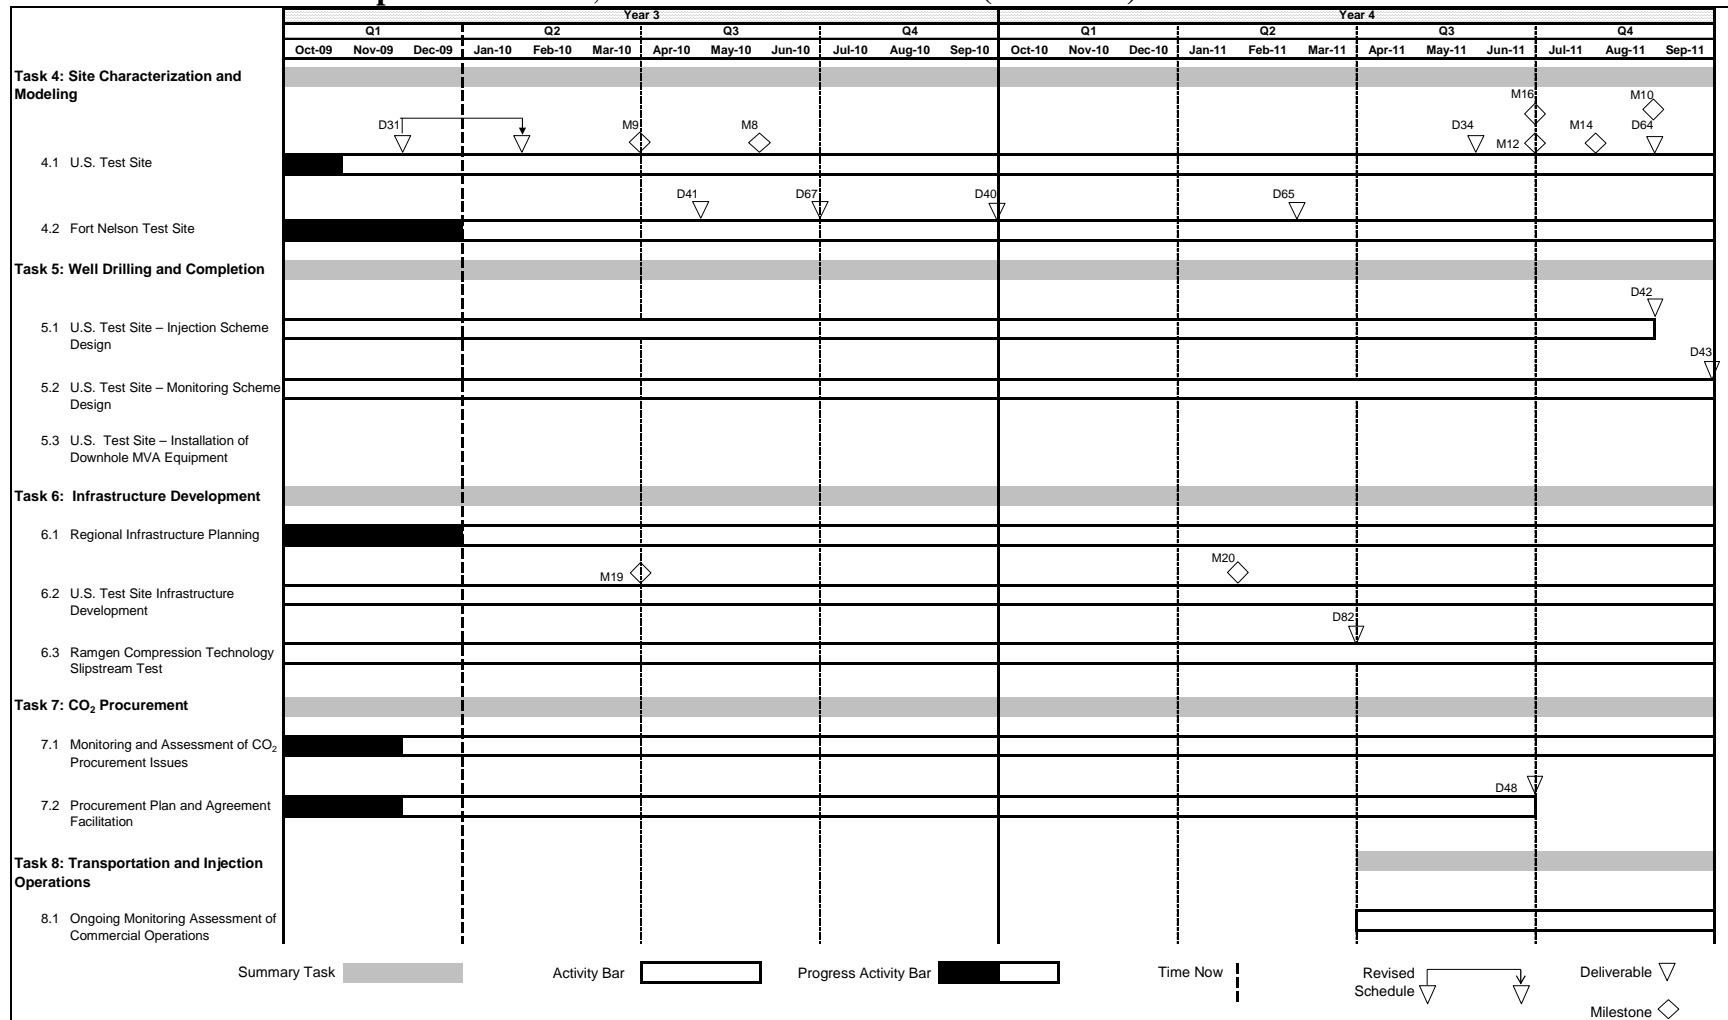 Year 3 Year 4
Q1 Q2 Q3 Q4 Q1 Q2 Q3 Q4
Oct-09 Nov-09 Dec-09 Jan-10 Feb-10 Mar-10 Apr-10 May-10 Jun-10 Jul-10 Aug-10 Sep-10 Oct-10 Nov-10 Dec-10 Jan-11 Feb-11 Mar-11 Apr-11 May-11 Jun-11 Jul-11 Aug-11 Sep-11
Task 4: Site Characterization and
Modeling
M16 M10
D31 M9 M8 D34 M14 D64
M12
4.1 U.S. Test Site
D41 D67 D40 D65
4.2 Fort Nelson Test Site
Task 5: Well Drilling and Completion
D42
5.1 U.S. Test Site – Injection Scheme
Design
D43
5.2 U.S. Test Site – Monitoring Scheme
Design
5.3 U.S. Test Site – Installation of
Downhole MVA Equipment
Task 6: Infrastructure Development
6.1 Regional Infrastructure Planning
M20
M19
6.2 U.S. Test Site Infrastructure
Development
D82
6.3 Ramgen Compression Technology
Slipstream Test
Task 7: CO2 Procurement
7.1 Monitoring and Assessment of CO2
Procurement Issues
D48
7.2 Procurement Plan and Agreement
Facilitation
Task 8: Transportation and Injection
Operations
8.1 Ongoing Monitoring Assessment of
Commercial Operations
Summary Task Activity Bar Progress Activity Bar Time Now Revised Deliverable
Schedule
Milestone